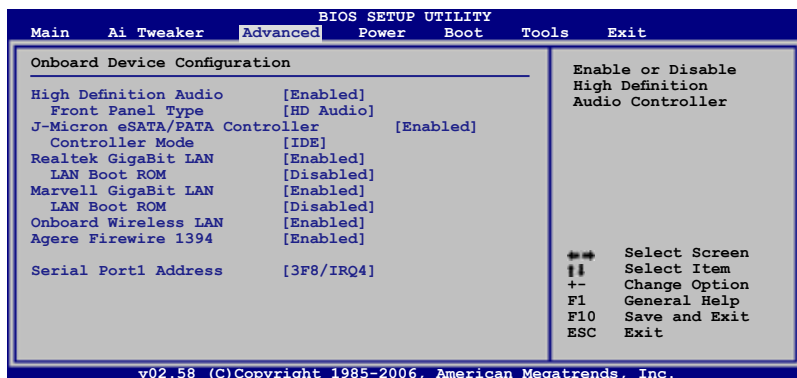 BIOS SETUP UTILITY
Main Ai Tweaker Advanced Power Boot Tools Exit
Onboard Device Configuration
High Definition Audio [Enabled]
Front Panel Type [HD Audio]
J-Micron eSATA/PATA Controller [Enabled]
Controller Mode [IDE]
Realtek GigaBit LAN [Enabled]
LAN Boot ROM [Disabled]
Marvell GigaBit LAN [Enabled]
LAN Boot ROM [Disabled]
Onboard Wireless LAN [Enabled]
Agere Firewire 1394 [Enabled]
Serial Port1 Address [3F8/IRQ4]
Enable or Disable
High Definition
Audio Controller
←→ Select Screen
↑↓ Select Item
+- Change Option
F1 General Help
F10 Save and Exit
ESC Exit
v02.58 (C)Copyright 1985-2006, American Megatrends, Inc.